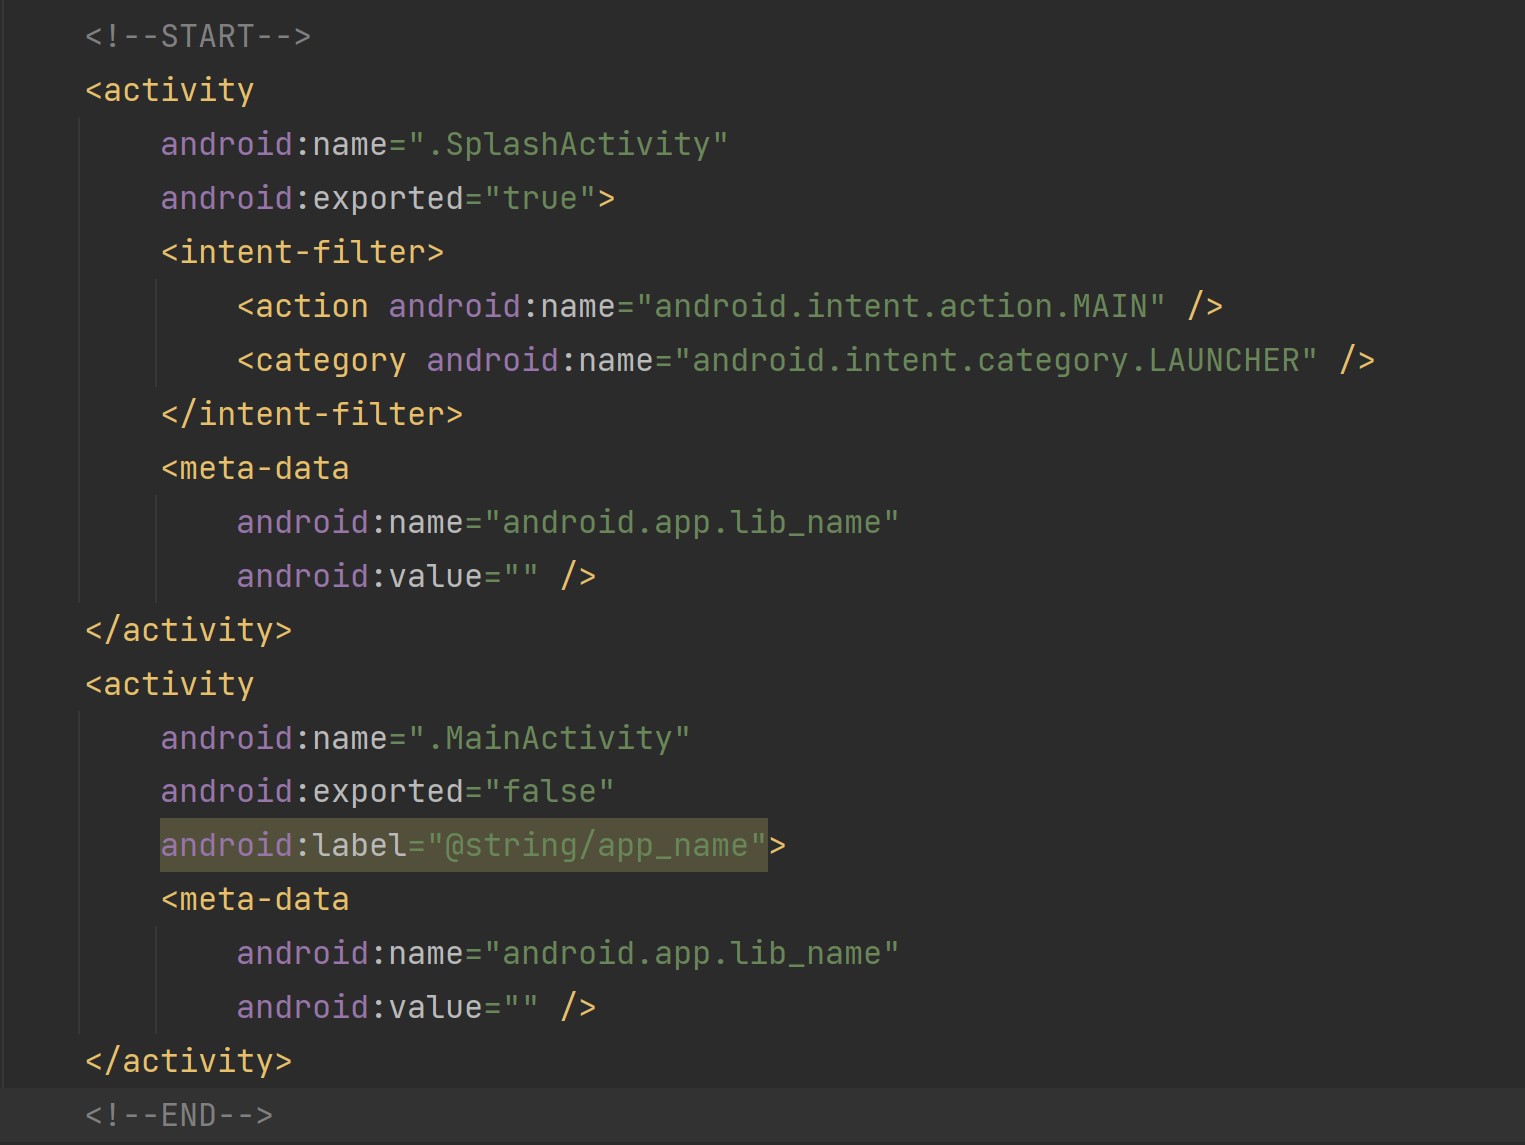 <!--START-->
<activity
android:name=".SplashActivity"
android:exported="true">
<intent-filter>
<action android:name="android.intent.action.MAIN" />
<category android:name="android.intent.category.LAUNCHER" />
</intent-filter>
<meta-data
android:name="android.app.lib_name"
android:value="" />
</activity>
<activity
android:name=".MainActivity"
android:exported="false"
android:label="@string/app_name">
<meta-data
android:name="android.app.lib_name"
android:value="" />
</activity>
<!--END-->